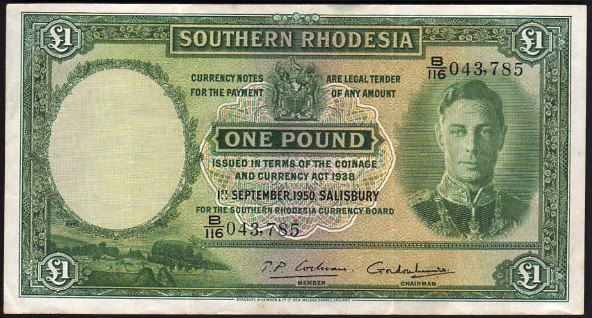 £1 SOUTHERN RHODESIA £1
B/116 043,785
CURRENCY NOTES ARE LEGAL TENDER
FOR THE PAYMENT OF ANY AMOUNT
ONE POUND
ISSUED IN TERMS OF THE COINAGE
AND CURRENCY ACT 1938
1ST SEPTEMBER, 1950, SALISBURY
FOR THE SOUTHERN RHODESIA CURRENCY BOARD
B/116 043,785
MEMBER CHAIRMAN
£1 £1